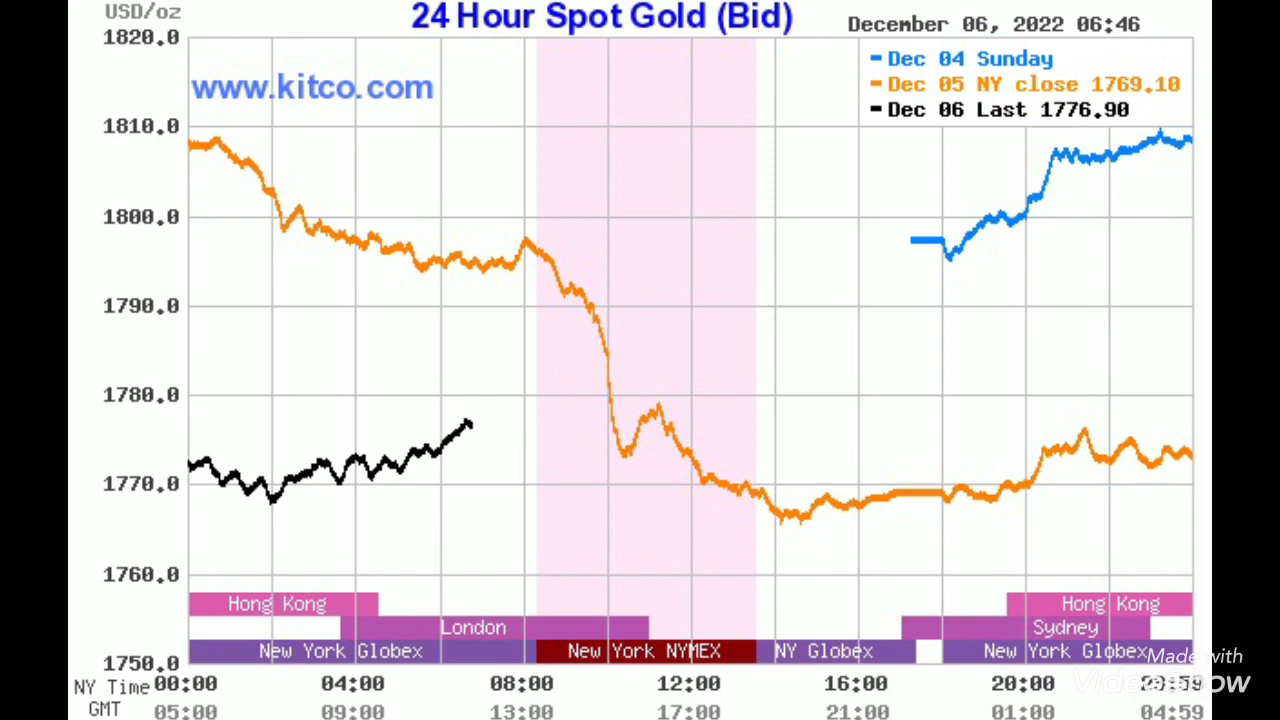 USD/oz
24 Hour Spot Gold (Bid)
December 06, 2022 06:46
1820.0
www.kitco.com
Dec 04 Sunday
Dec 05 NY close 1769.10
Dec 06 Last 1776.90
1810.0
1800.0
1790.0
1780.0
1770.0
1760.0
1750.0
Hong Kong
Hong Kong
London
Sydney
New York Globex
New York NYMEX
NY Globex
New York Globex
Made with
VideoShow
NY Time 00:00 04:00 08:00 12:00 16:00 20:00 23:59
GMT 05:00 09:00 13:00 17:00 21:00 01:00 04:59